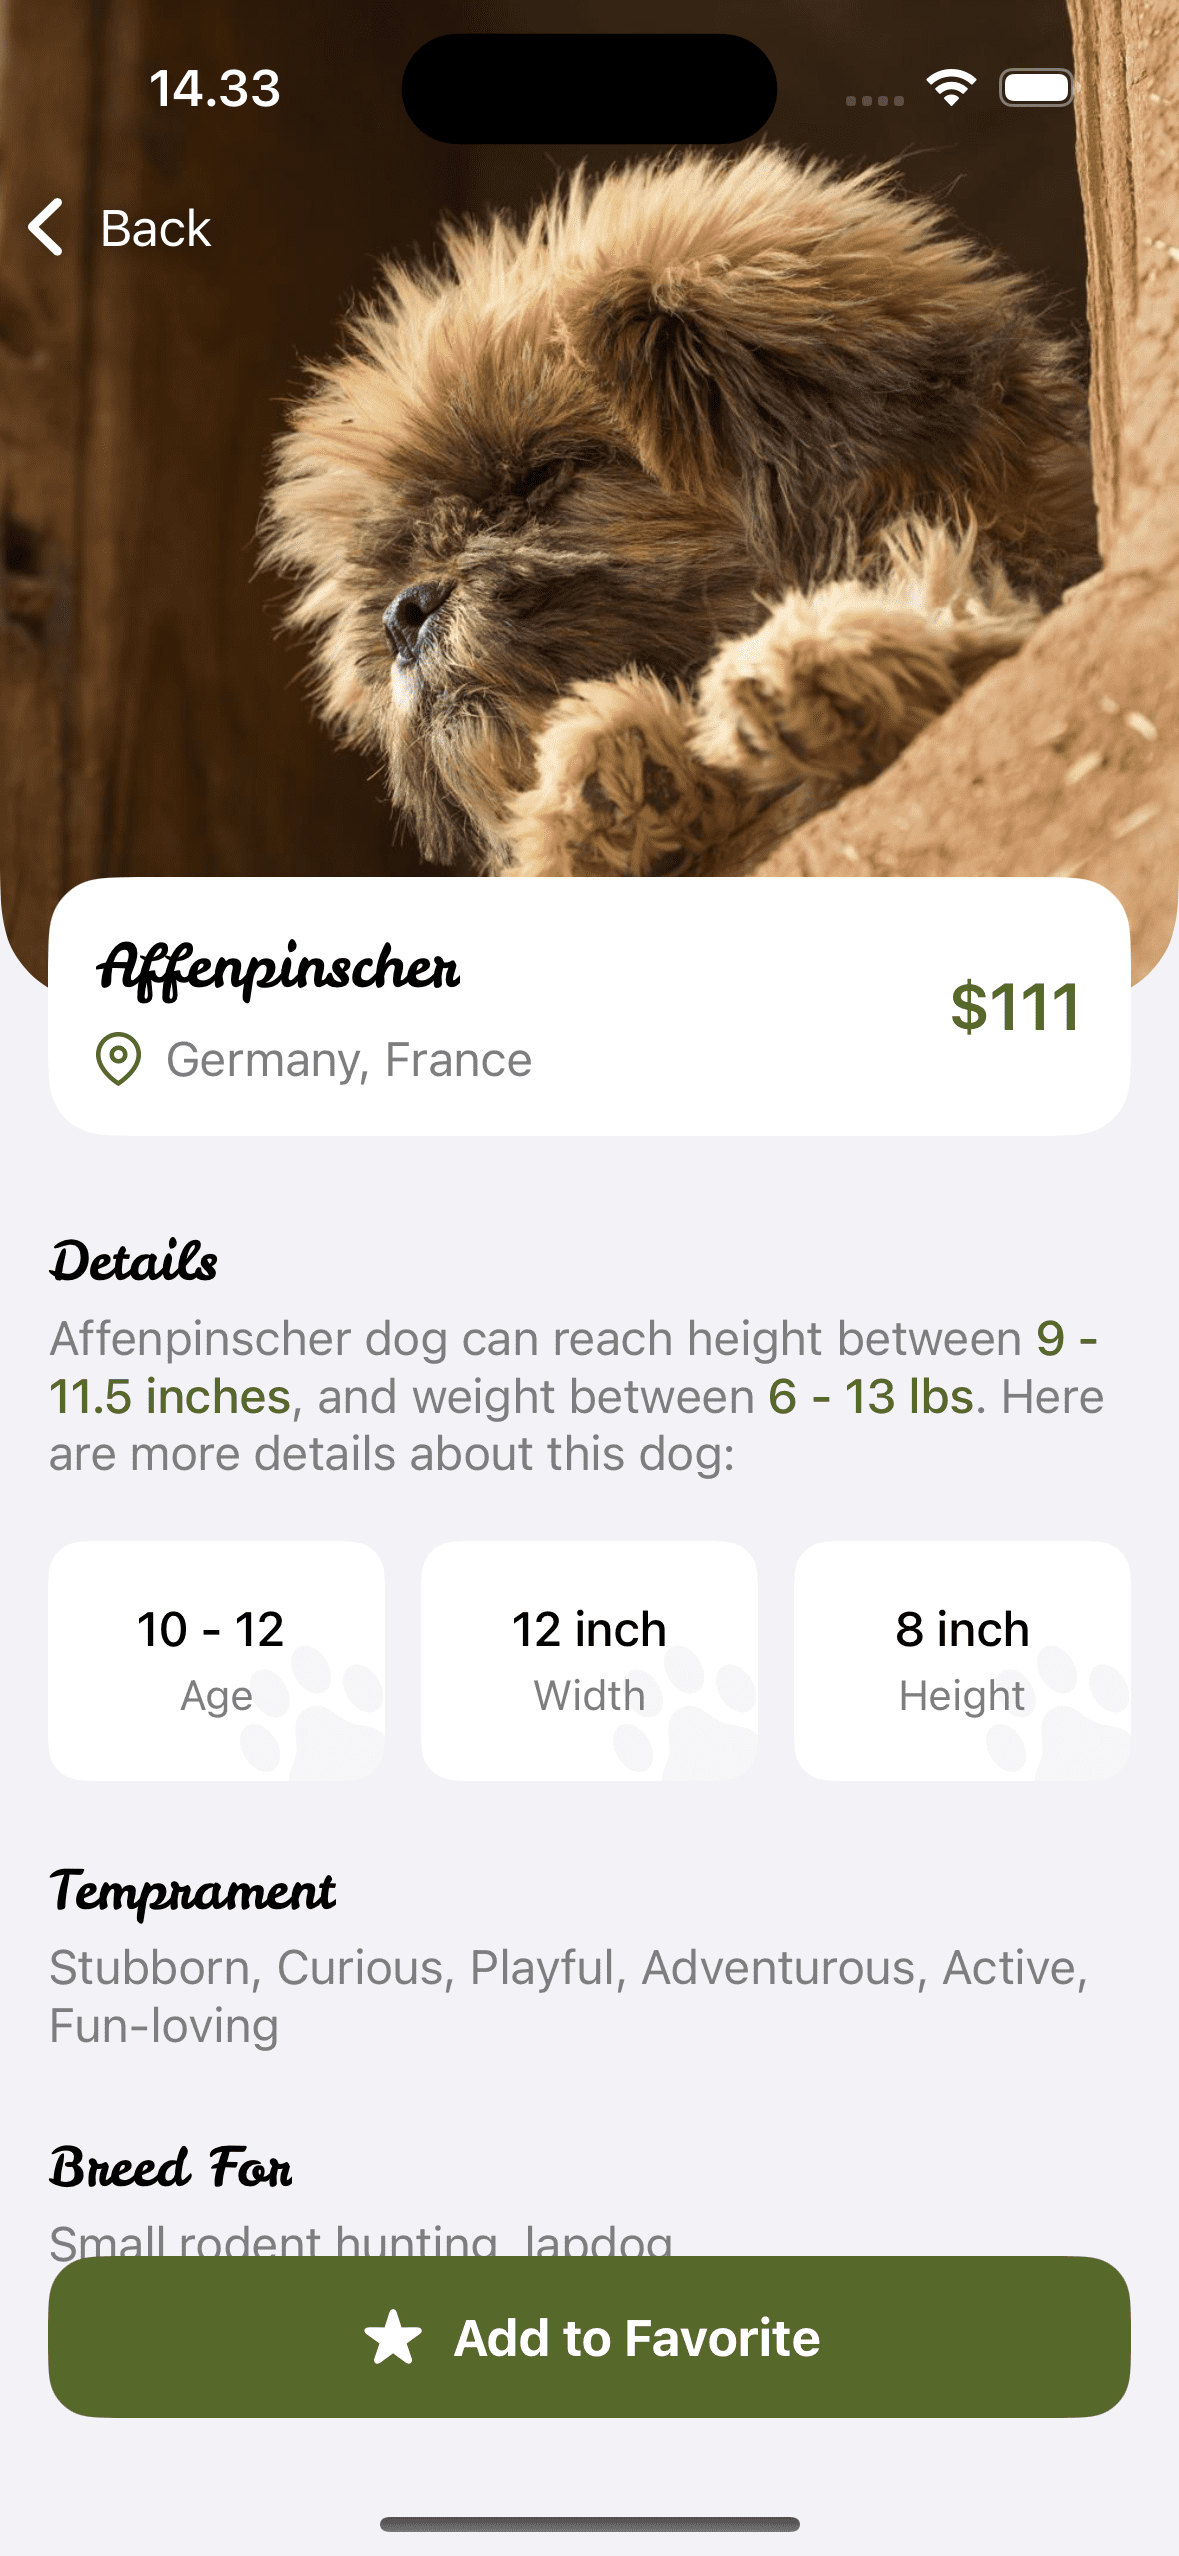 14.33
Back
Affenpinscher
Germany, France
$111
Details
Affenpinscher dog can reach height between 9 -
11.5 inches, and weight between 6 - 13 lbs. Here
are more details about this dog:
10 - 12
Age
12 inch
Width
8 inch
Height
Temprament
Stubborn, Curious, Playful, Adventurous, Active,
Fun-loving
Breed For
Small rodent hunting, lapdog
Add to Favorite